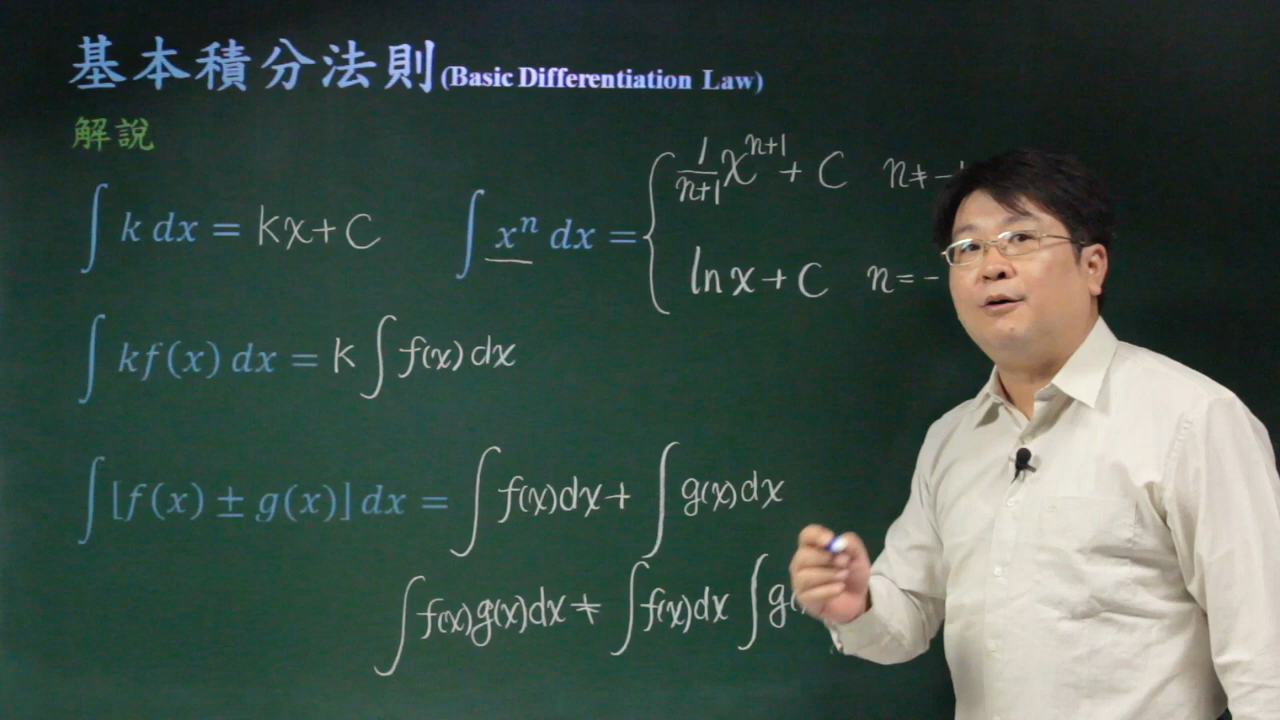 基本積分法則(Basic Differentiation Law)
解說
∫ k dx = kx + C
∫ xⁿ dx = { 1/(n+1) xⁿ⁺¹ + C  n ≠ -
ln x + C  n = -
∫ kf(x) dx = k ∫ f(x) dx
∫ [f(x) ± g(x)] dx = ∫ f(x)dx + ∫ g(x)dx
∫ f(x)g(x)dx ≠ ∫ f(x)dx ∫ g(